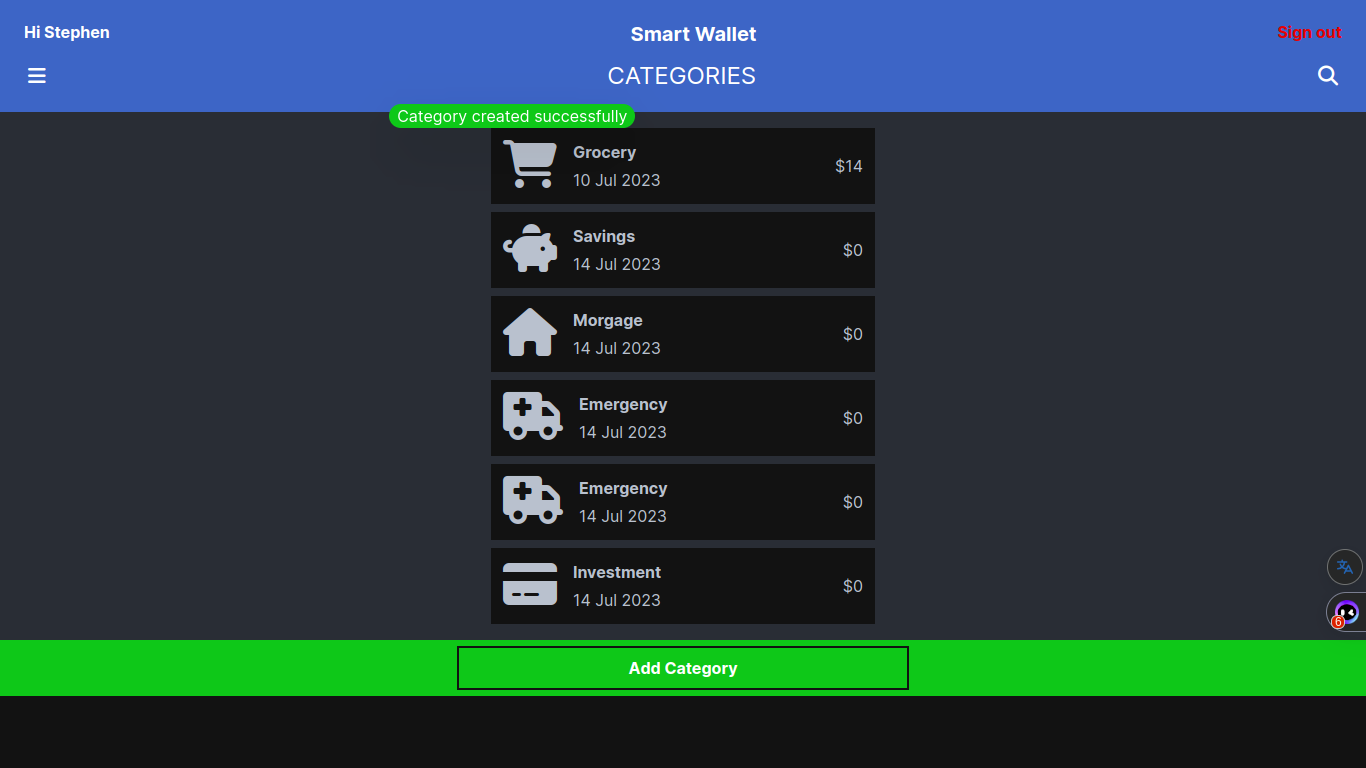 Hi Stephen
Smart Wallet
Sign out
CATEGORIES
Category created successfully
Grocery
10 Jul 2023
$14
Savings
14 Jul 2023
$0
Morgage
14 Jul 2023
$0
Emergency
14 Jul 2023
$0
Emergency
14 Jul 2023
$0
Investment
14 Jul 2023
$0
6
Add Category